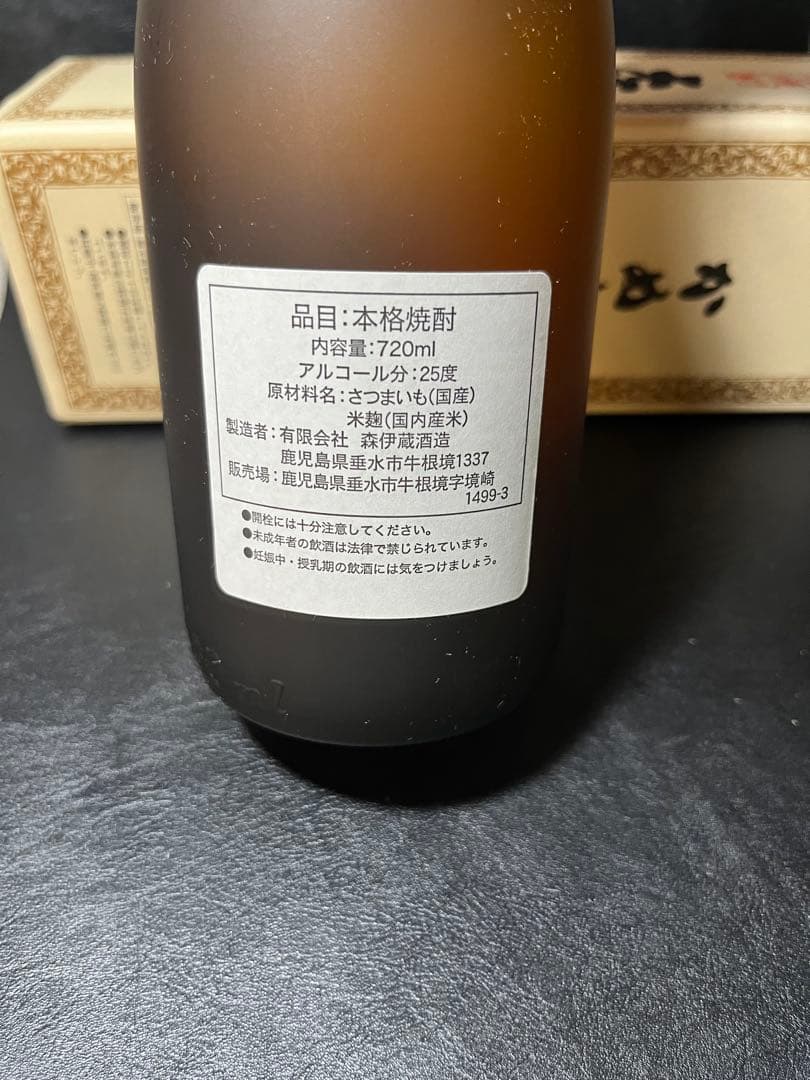 品目：本格焼酎
内容量：720ml
アルコール分：25度
原材料名：さつまいも(国産)
米麹(国内産米)
製造者：有限会社 森伊蔵酒造
鹿児島県垂水市牛根境1337
販売場：鹿児島県垂水市牛根境字境崎
1499-3
●開栓には十分注意してください。
●未成年者の飲酒は法律で禁じられています。
●妊娠中・授乳期の飲酒には気をつけましょう。
ml
かめ